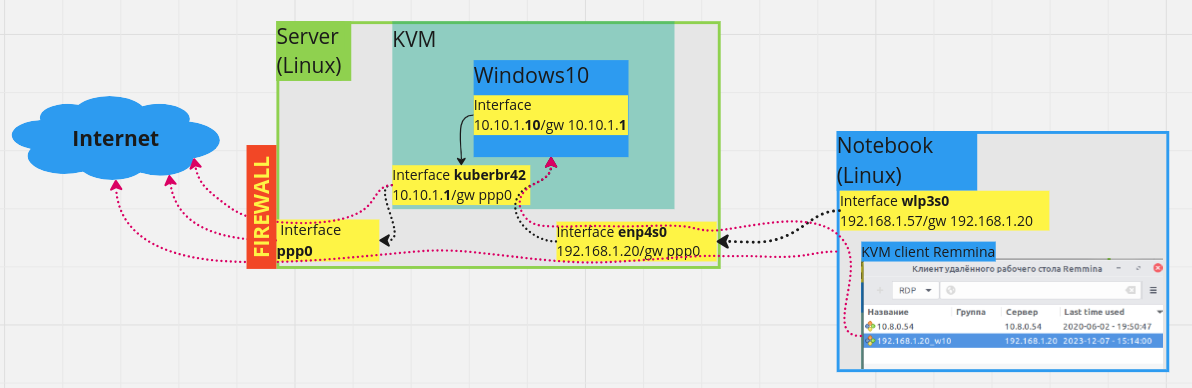 Server
(Linux)
KVM
Windows10
Interface
10.10.1.10/gw 10.10.1.1
Internet
FIREWALL
Interface kuberbr42
10.10.1.1/gw ppp0
Interface
ppp0
Interface enp4s0
192.168.1.20/gw ppp0
Notebook
(Linux)
Interface wlp3s0
192.168.1.57/gw 192.168.1.20
KVM client Remmina
Клиент удалённого рабочего стола Remmina
RDP
Название Группа Сервер Last time used
10.8.0.54 10.8.0.54 2020-06-02 - 19:50:47
192.168.1.20_w10 192.168.1.20 2023-12-07 - 15:14:00